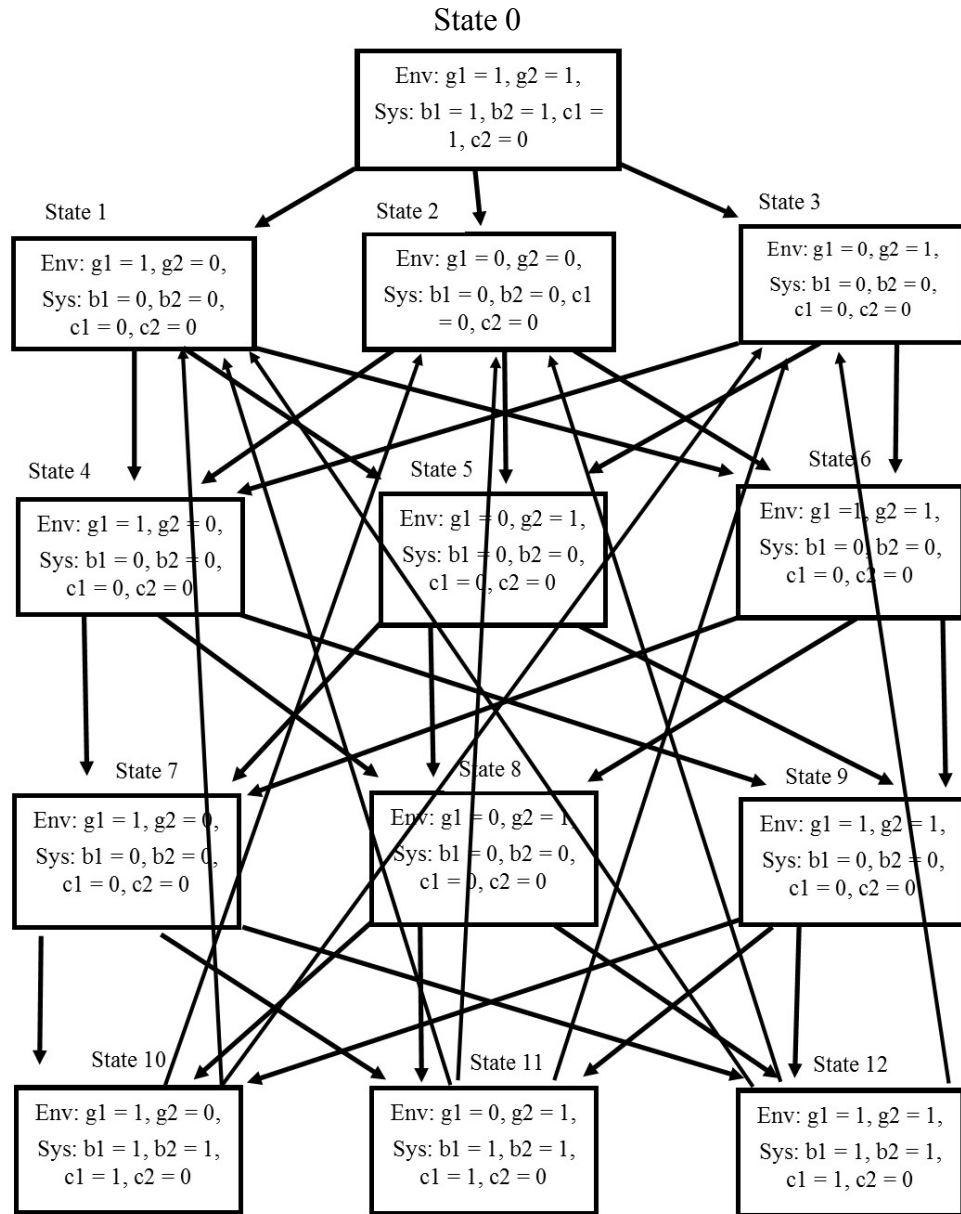 State 0
Env: g1 = 1, g2 = 1,
Sys: b1 = 1, b2 = 1, c1 =
1, c2 = 0
State 1
Env: g1 = 1, g2 = 0,
Sys: b1 = 0, b2 = 0,
c1 = 0, c2 = 0
State 2
Env: g1 = 0, g2 = 0,
Sys: b1 = 0, b2 = 0, c1
= 0, c2 = 0
State 3
Env: g1 = 0, g2 = 1,
Sys: b1 = 0, b2 = 0,
c1 = 0, c2 = 0
State 4
Env: g1 = 1, g2 = 0,
Sys: b1 = 0, b2 = 0,
c1 = 0, c2 = 0
State 5
Env: g1 = 0, g2 = 1,
Sys: b1 = 0, b2 = 0,
c1 = 0, c2 = 0
State 6
Env: g1 =1, g2 = 1,
Sys: b1 = 0, b2 = 0,
c1 = 0, c2 = 0
State 7
Env: g1 = 1, g2 = 0,
Sys: b1 = 0, b2 = 0,
c1 = 0, c2 = 0
State 8
Env: g1 = 0, g2 = 1,
Sys: b1 = 0, b2 = 0,
c1 = 0, c2 = 0
State 9
Env: g1 = 1, g2 = 1,
Sys: b1 = 0, b2 = 0,
c1 = 0, c2 = 0
State 10
Env: g1 = 1, g2 = 0,
Sys: b1 = 1, b2 = 1,
c1 = 1, c2 = 0
State 11
Env: g1 = 0, g2 = 1,
Sys: b1 = 1, b2 = 1,
c1 = 1, c2 = 0
State 12
Env: g1 = 1, g2 = 1,
Sys: b1 = 1, b2 = 1,
c1 = 1, c2 = 0